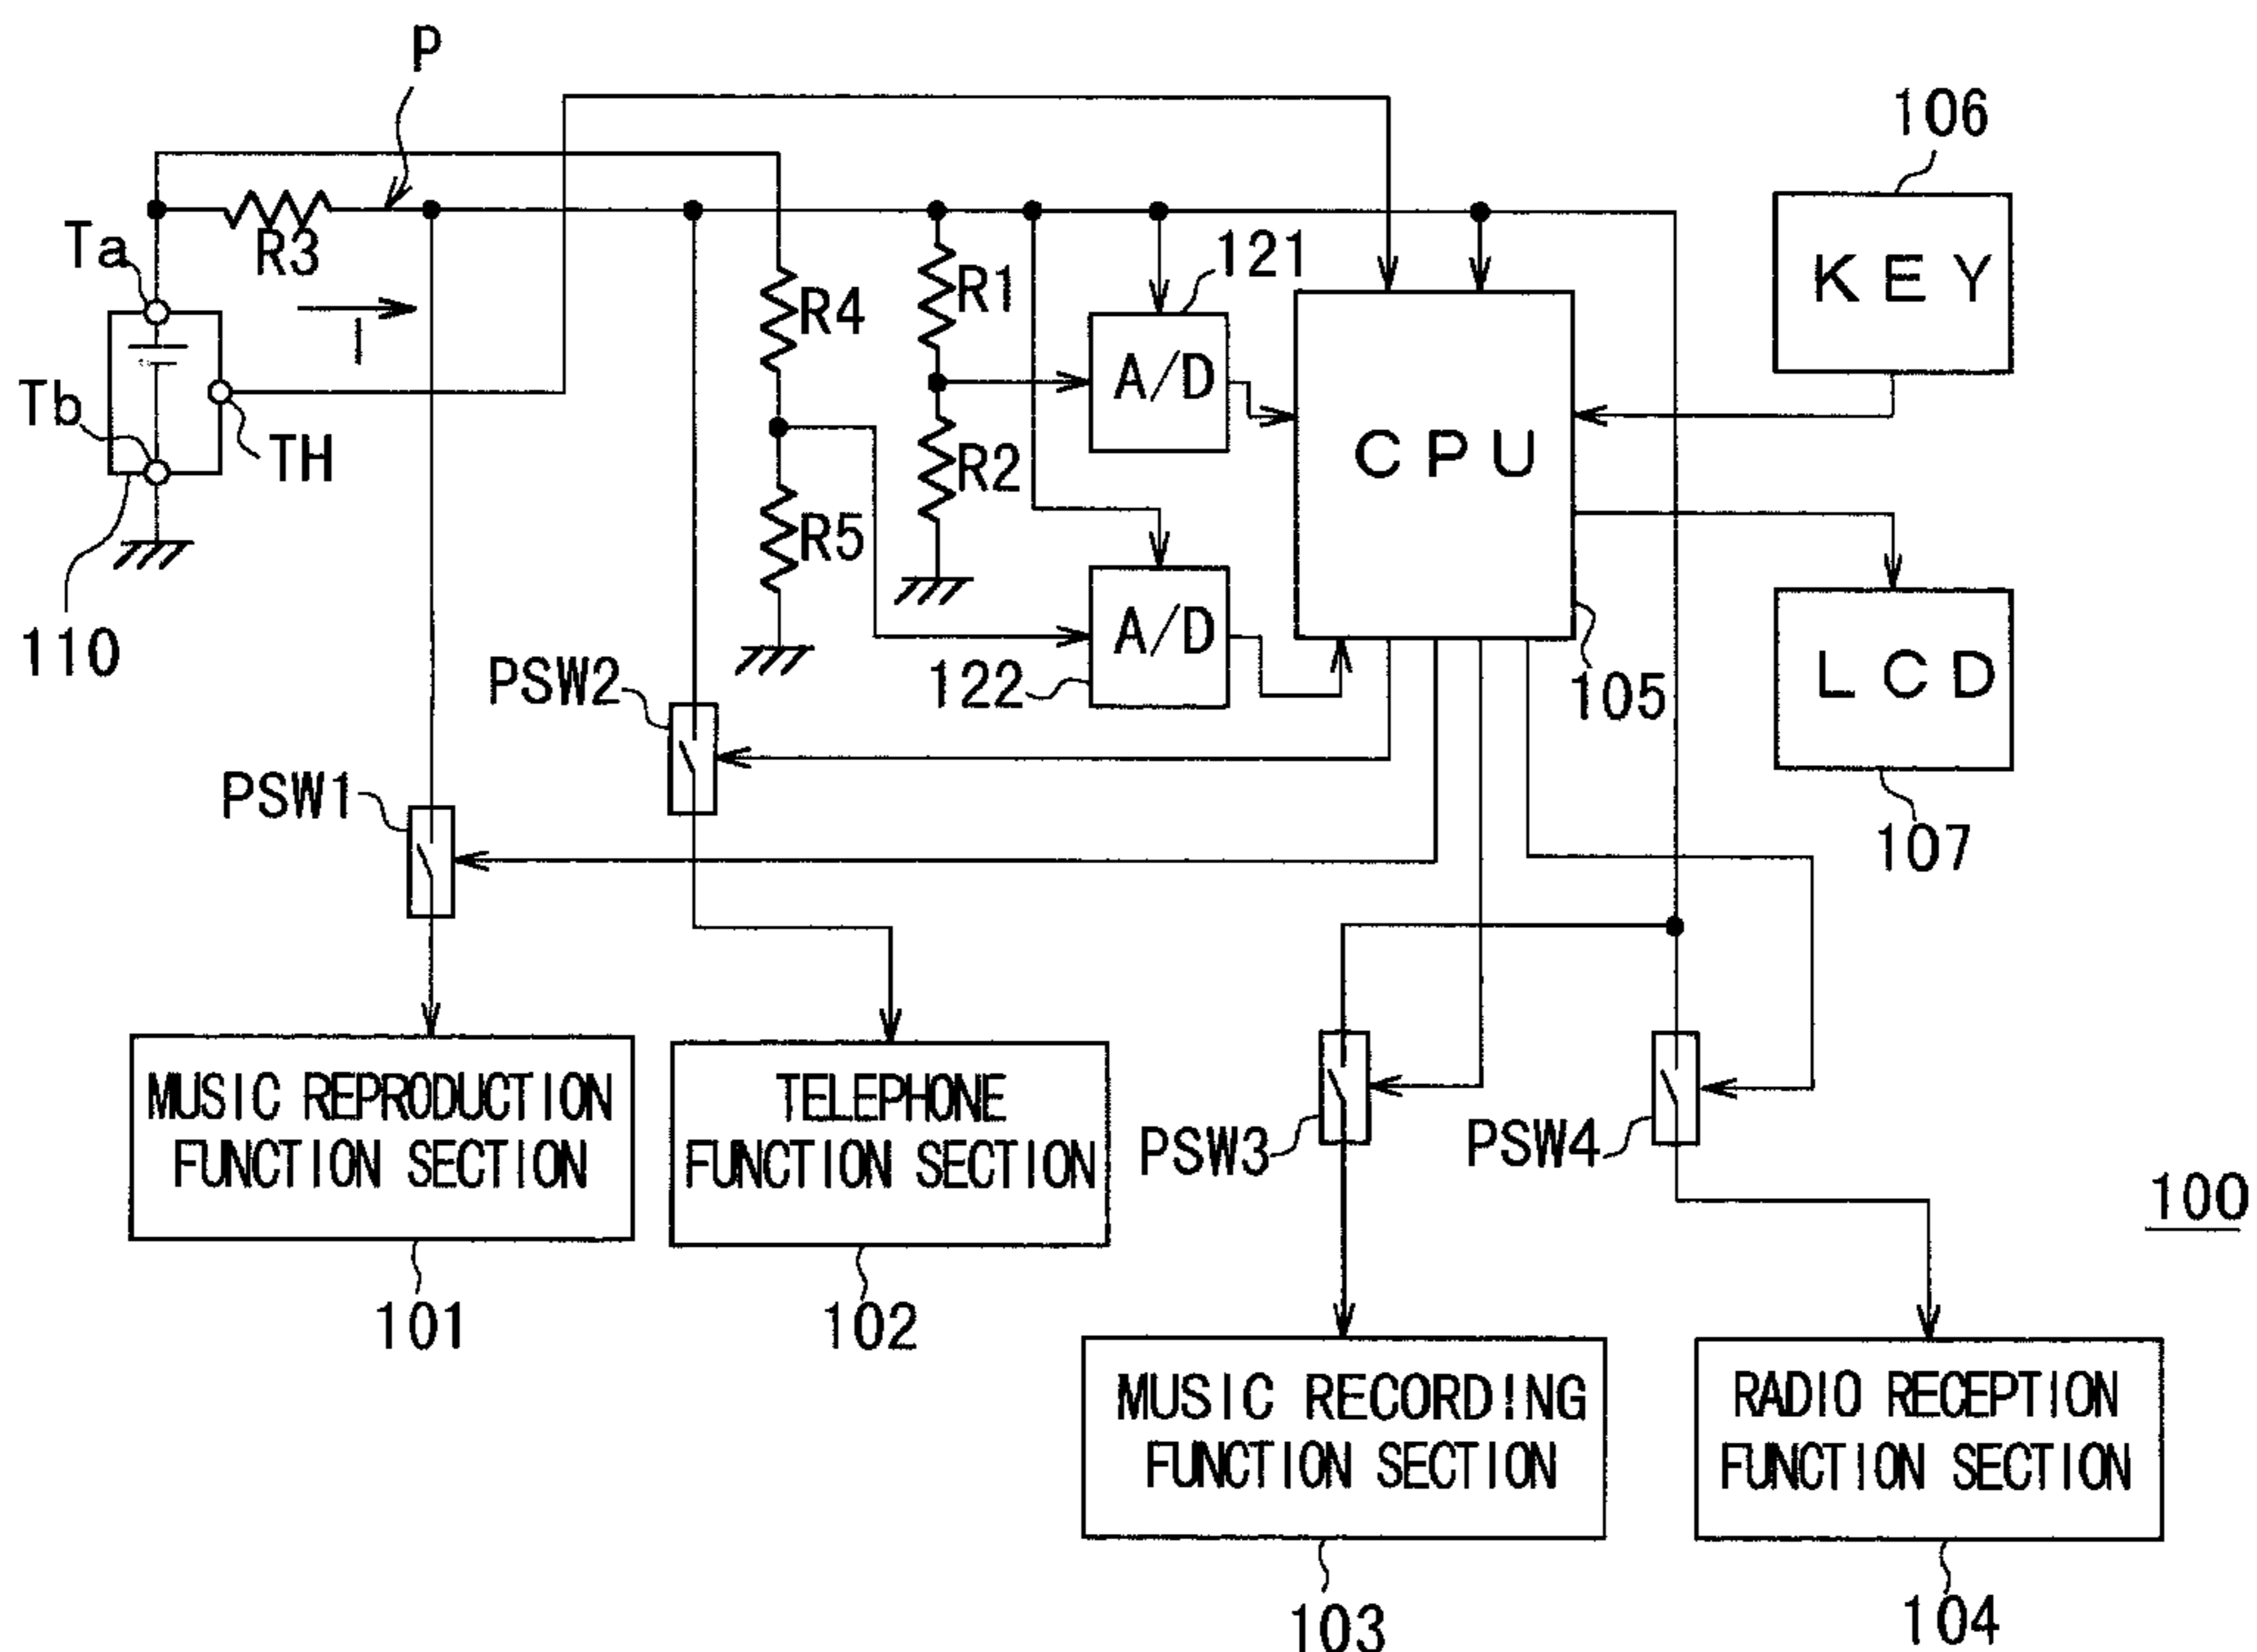 P
106
Ta
R3
I
Tb
TH
110
R4
R5
R1
R2
121
A/D
A/D
122
CPU
105
KEY
LCD
107
PSW2
PSW1
MUSIC REPRODUCTION
FUNCTION SECTION
101
TELEPHONE
FUNCTION SECTION
102
PSW3
PSW4
100
MUSIC RECORDING
FUNCTION SECTION
103
RADIO RECEPTION
FUNCTION SECTION
104